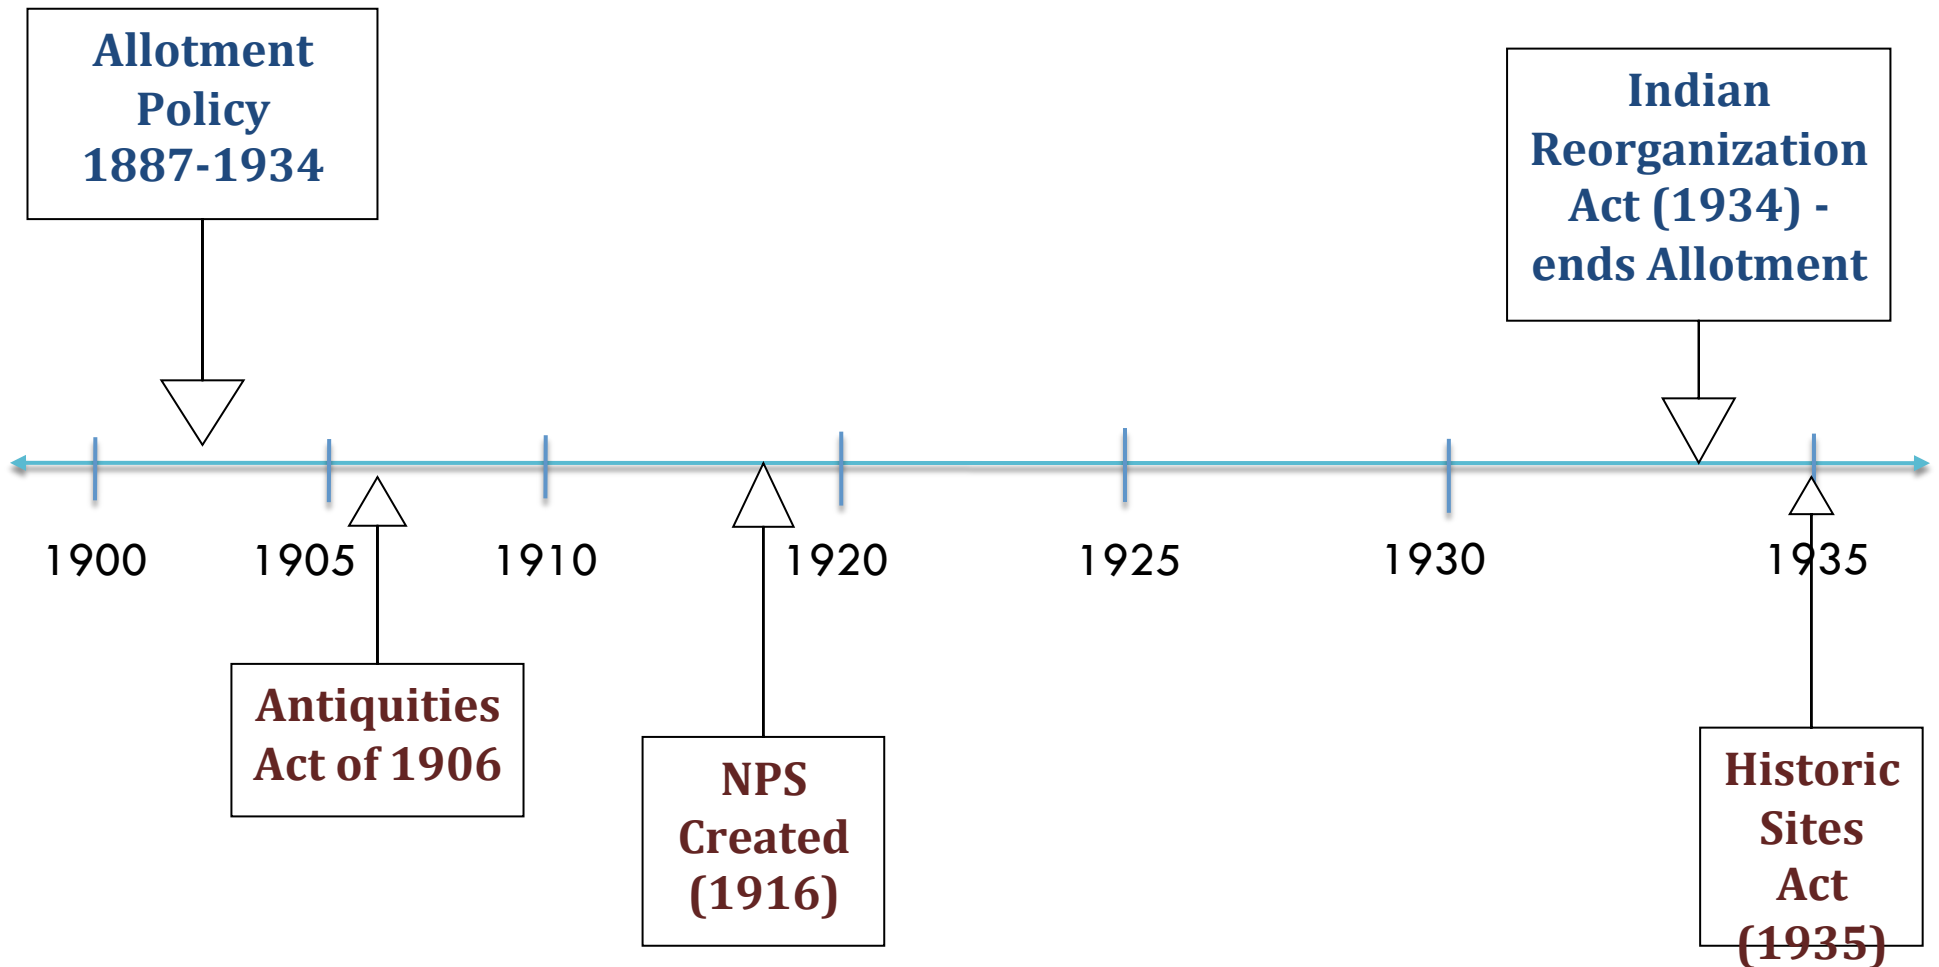 Allotment
Policy
1887-1934
Indian
Reorganization
Act (1934) -
ends Allotment
1900
1905
1910
1920
1925
1930
1935
Antiquities
Act of 1906
NPS
Created
(1916)
Historic
Sites
Act
(1935)